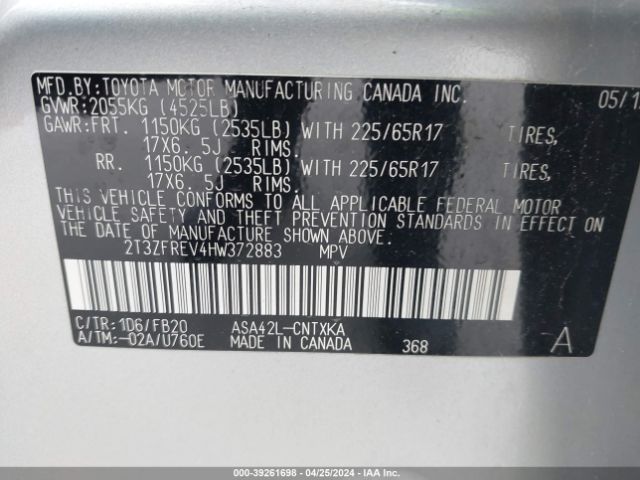 MFD.BY:TOYOTA MOTOR MANUFACTURING CANADA INC. 05/1
GVWR:2055KG (4525LB)
GAWR:FRT. 1150KG (2535LB) WITH 225/65R17 TIRES,
17X6. 5J RIMS.
RR. 1150KG (2535LB) WITH 225/65R17 TIRES,
17X6. 5J RIMS.
THIS VEHICLE CONFORMS TO ALL APPLICABLE FEDERAL MOTOR
VEHICLE SAFETY AND THEFT PREVENTION STANDARDS IN EFFECT ON
THE DATE OF MANUFACTURE SHOWN ABOVE.
2T3ZFREV4HW372883 MPV
C/TR: 1D6/FB20 ASA42L-CNTXKA
A/TM:-02A/U760E MADE IN CANADA 368 A
000-39261698 - 04/25/2024 - IAAI.COM